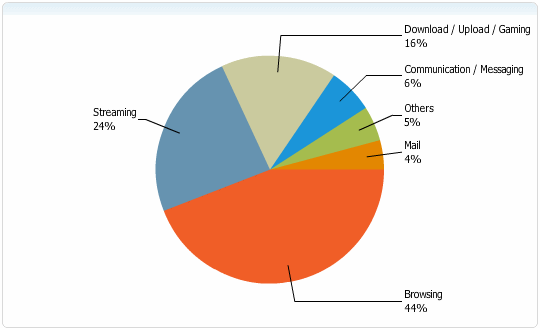 Download / Upload / Gaming
16%
Communication / Messaging
6%
Others
5%
Mail
4%
Streaming
24%
Browsing
44%